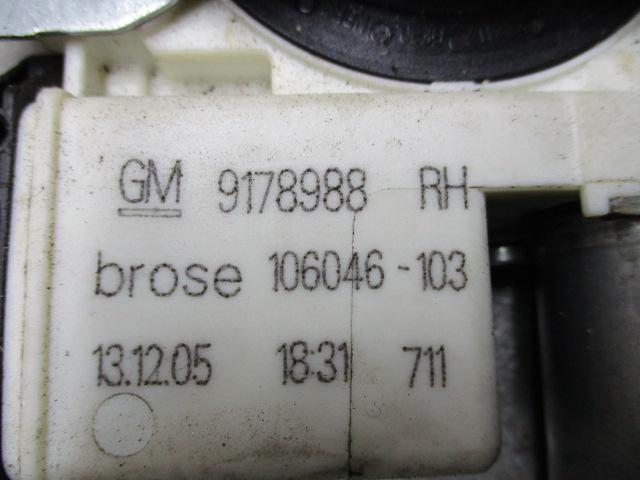 GM 9178988 RH
brose 106046-103
13.12.05 18:31 711